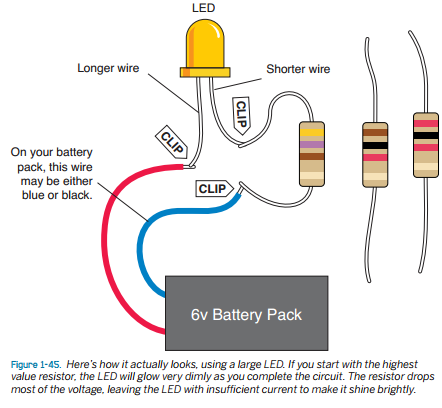 LED
Longer wire
Shorter wire
CLIP
CLIP
On your battery
pack, this wire
may be either
blue or black.
CLIP
6v Battery Pack
Figure 1-45. Here's how it actually looks, using a large LED. If you start with the highest
value resistor, the LED will glow very dimly as you complete the circuit. The resistor drops
most of the voltage, leaving the LED with insufficient current to make it shine brightly.